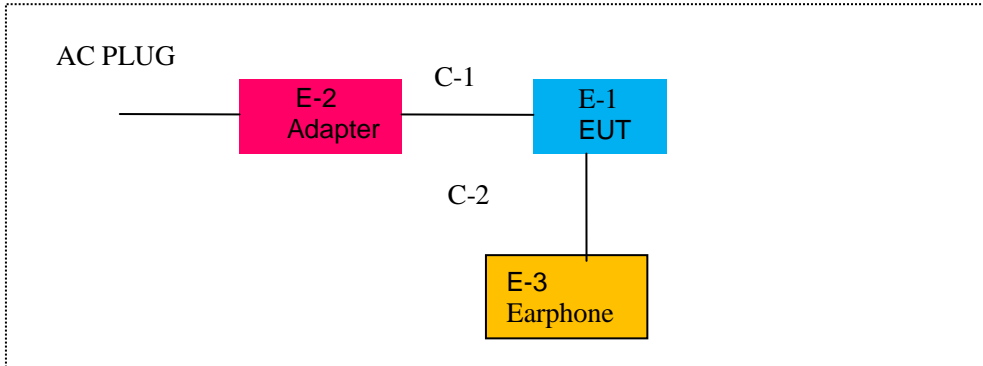 AC PLUG
C-1
E-2
Adapter
E-1
EUT
C-2
E-3
Earphone